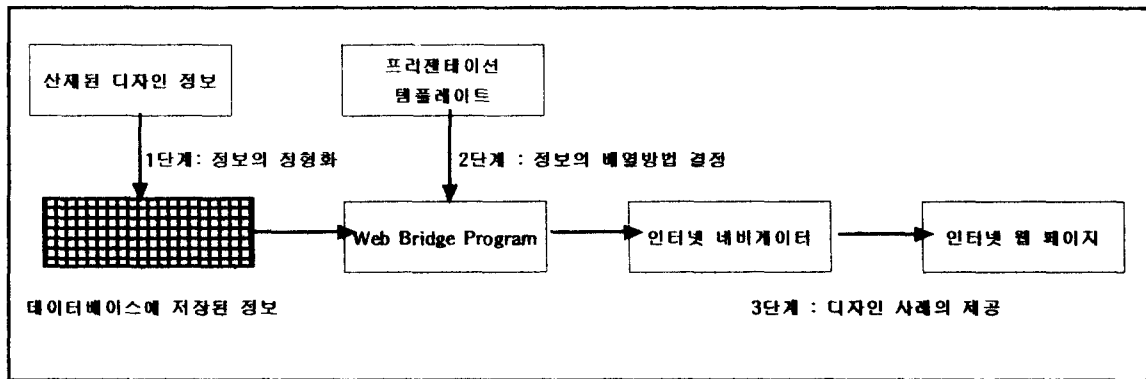 산재된 디자인 정보
프리젠테이션
템플레이트
1단계: 정보의 정형화
2단계 : 정보의 배열방법 결정
Web Bridge Program
인터넷 네비게이터
인터넷 웹 페이지
데이터베이스에 저장된 정보
3단계 : 디자인 사례의 제공